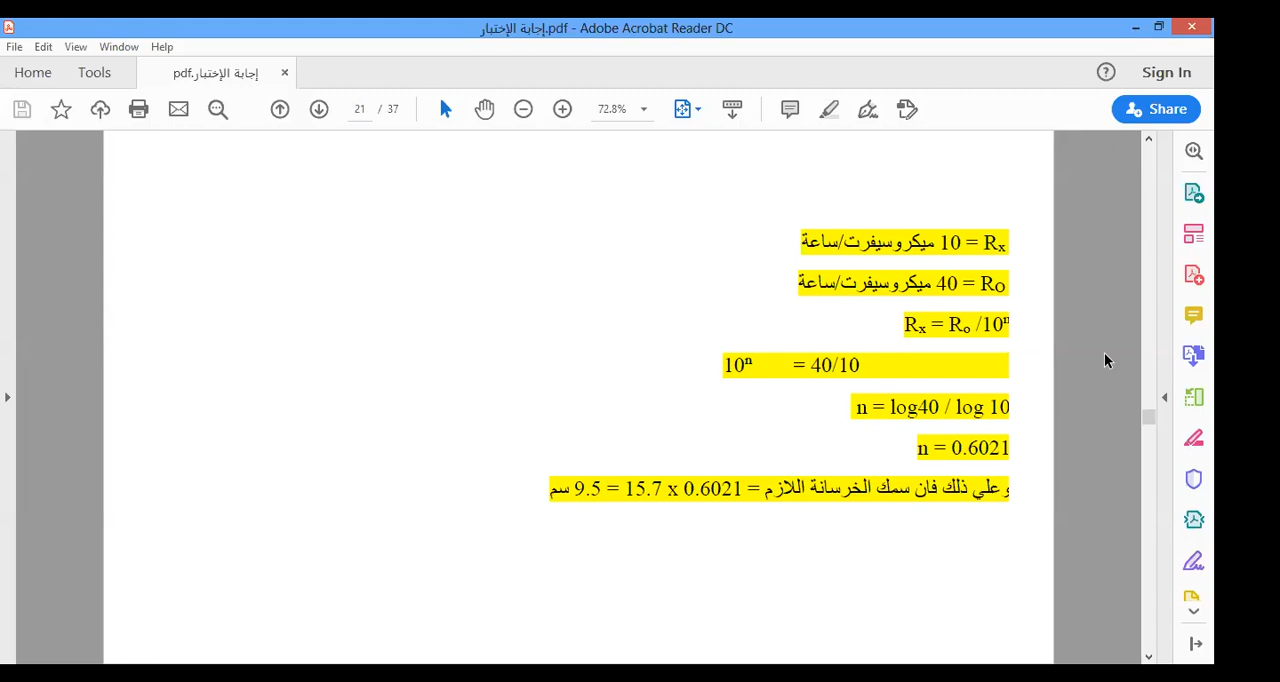 إجابة الإختبار.pdf - Adobe Acrobat Reader DC
File Edit View Window Help
Home Tools إجابة الإختبار.pdf × Sign In
21 / 37 72.8% Share
Rₓ = 10 ميكروسيفرت/ساعة
R₀ = 40 ميكروسيفرت/ساعة
Rₓ = Rₒ /10ⁿ
10ⁿ = 40/10
n = log40 / log 10
n = 0.6021
وعلي ذلك فان سمك الخرسانة اللازم = 0.6021 x 15.7 = 9.5 سم